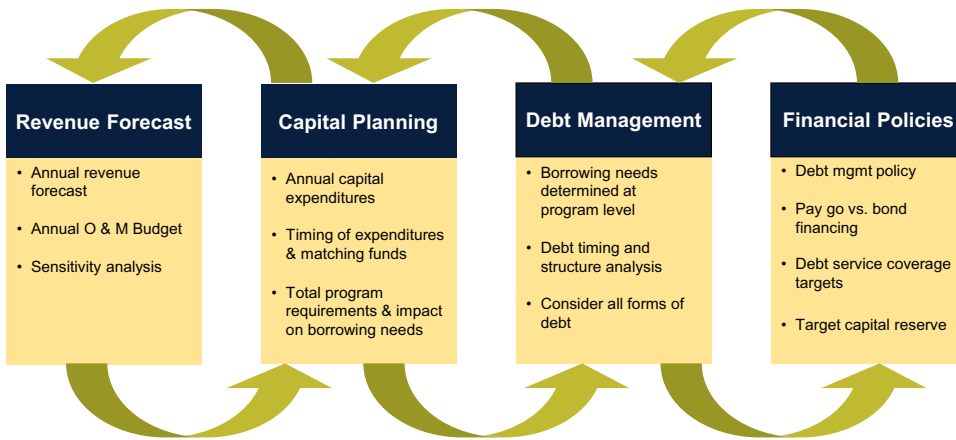 Revenue Forecast
• Annual revenue
forecast
• Annual O & M Budget
• Sensitivity analysis
Capital Planning
• Annual capital
expenditures
• Timing of expenditures
& matching funds
• Total program
requirements & impact
on borrowing needs
Debt Management
• Borrowing needs
determined at
program level
• Debt timing and
structure analysis
• Consider all forms of
debt
Financial Policies
• Debt mgmt policy
• Pay go vs. bond
financing
• Debt service coverage
targets
• Target capital reserve